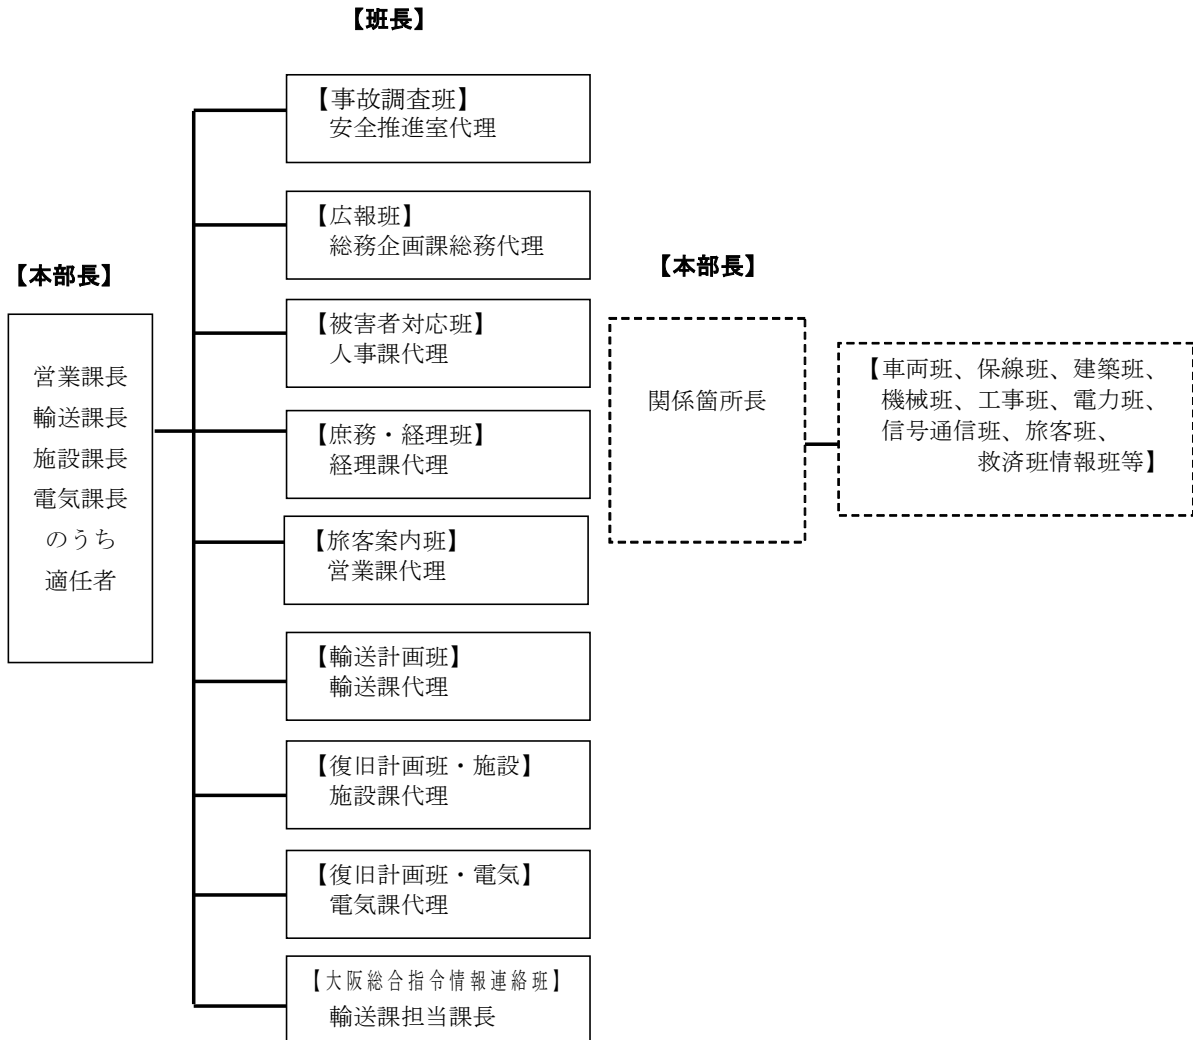 【班長】
【事故調査班】
安全推進室代理
【広報班】
総務企画課総務代理
【本部長】
営業課長
輸送課長
施設課長
電気課長
のうち
適任者
【被害者対応班】
人事課代理
【庶務・経理班】
経理課代理
【旅客案内班】
営業課代理
【輸送計画班】
輸送課代理
【復旧計画班・施設】
施設課代理
【復旧計画班・電気】
電気課代理
【大阪総合指令情報連絡班】
輸送課担当課長
【本部長】
関係箇所長
【車両班、保線班、建築班、
機械班、工事班、電力班、
信号通信班、旅客班、
救済班情報班等】